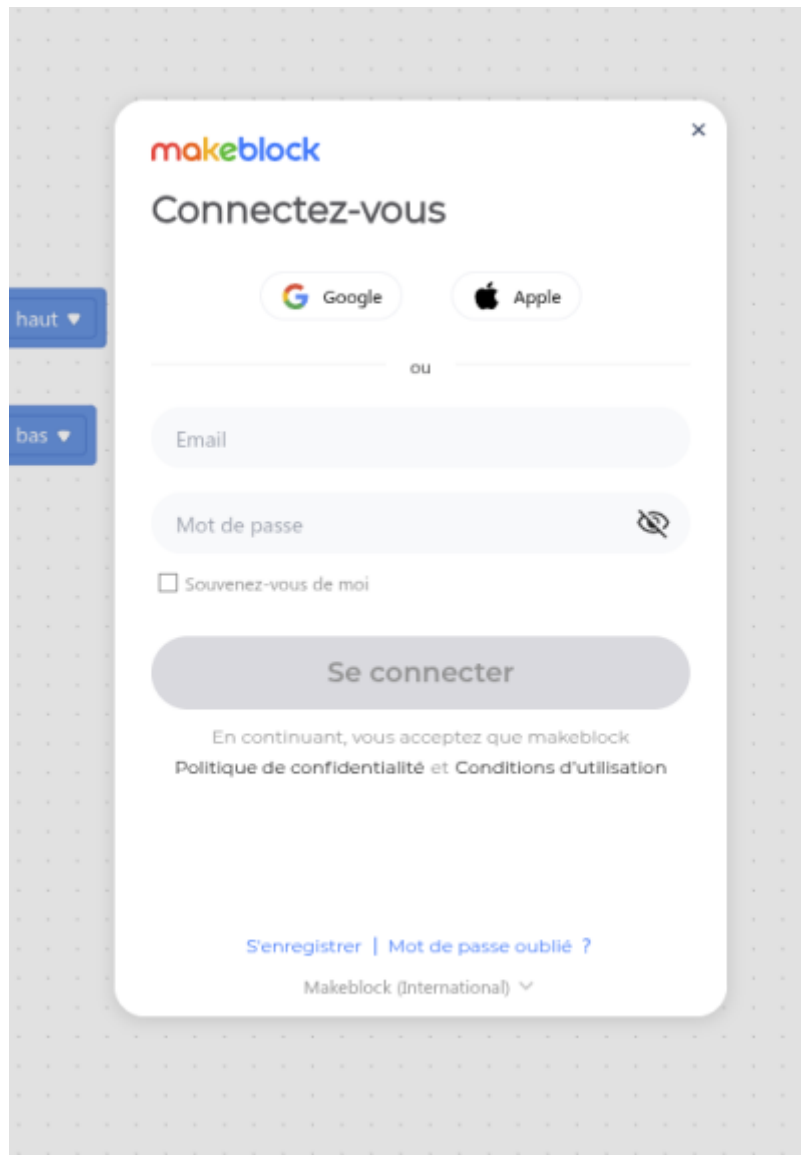 makeblock
Connectez-vous
Google
Apple
haut
ou
bas
Email
Mot de passe
Souvenez-vous de moi
Se connecter
En continuant, vous acceptez que makeblock
Politique de confidentialité et Conditions d'utilisation
S'enregistrer | Mot de passe oublié ?
Makeblock (International)